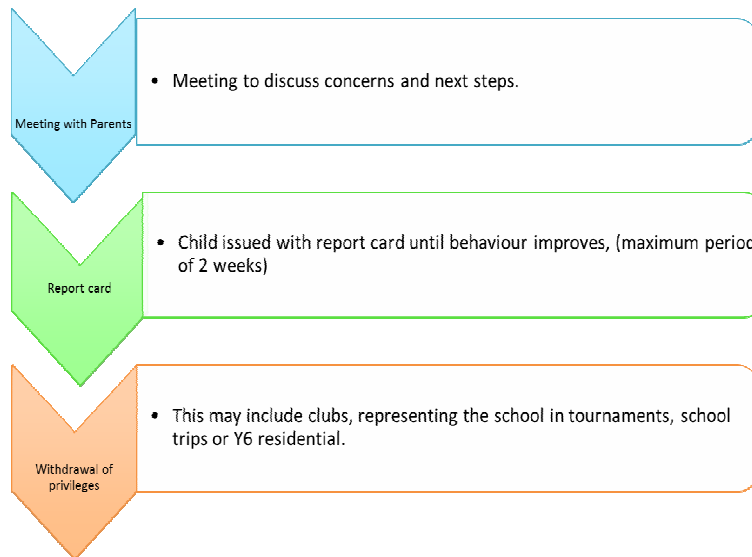 Meeting with Parents
• Meeting to discuss concerns and next steps.
Report card
• Child issued with report card until behaviour improves, (maximum period
of 2 weeks)
Withdrawal of
privileges
• This may include clubs, representing the school in tournaments, school
trips or Y6 residential.